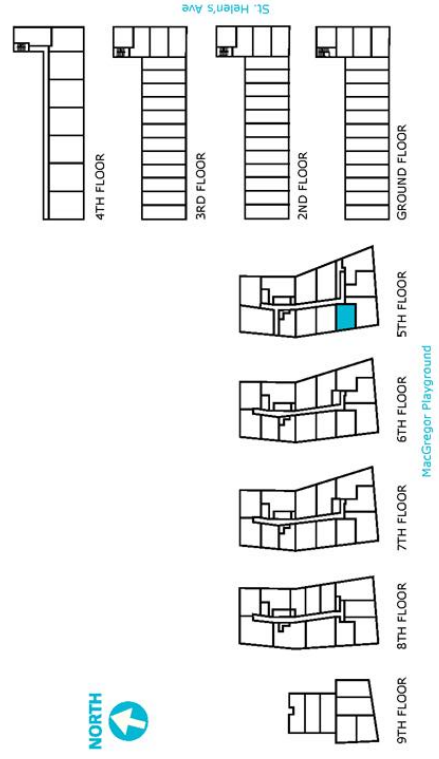 St. Helen's Ave
4TH FLOOR
3RD FLOOR
2ND FLOOR
GROUND FLOOR
5TH FLOOR
6TH FLOOR
7TH FLOOR
8TH FLOOR
9TH FLOOR
MacGregor Playground
NORTH